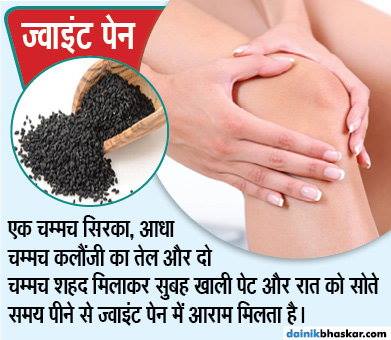 ज्वाइंट पेन
एक चम्मच सिरका, आधा
चम्मच कलौंजी का तेल और दो
चम्मच शहद मिलाकर सुबह खाली पेट और रात को सोते
समय पीने से ज्वाइंट पेन में आराम मिलता है।
dainikbhaskar.com